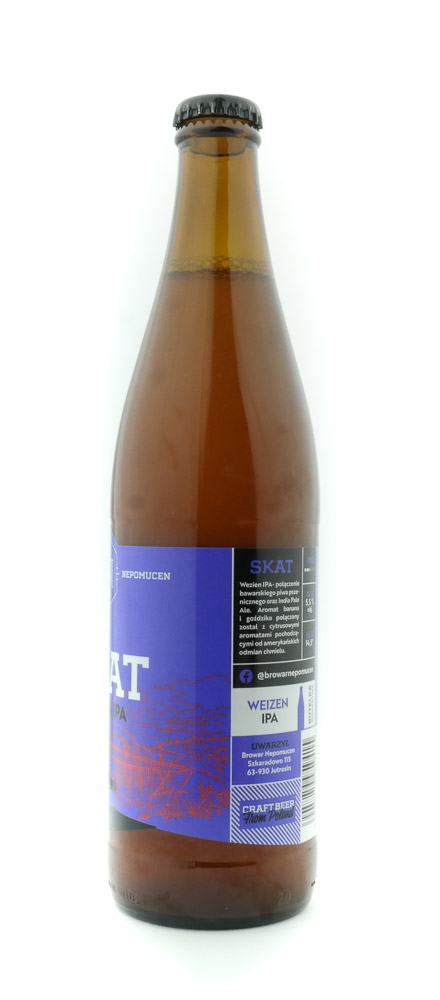 NEPOMUCEN
AT
IPA
SKAT
Wezien IPA- połączenie
bawarskiego piwa psze-
nicznego oraz India Pale
Ale. Aromat banana
i goździka połączony
został z cytrusowymi
aromatami pochodzą-
cymi od amerykańskich
odmian chmielu.
5,5%
14,5°
@browarnepomucen
WEIZEN
IPA
BUTELKA
UWARZYŁ
Browar Nepomucen
Szkaradowo 115
63-930 Jutrosin
CRAFT BEER
from Poland